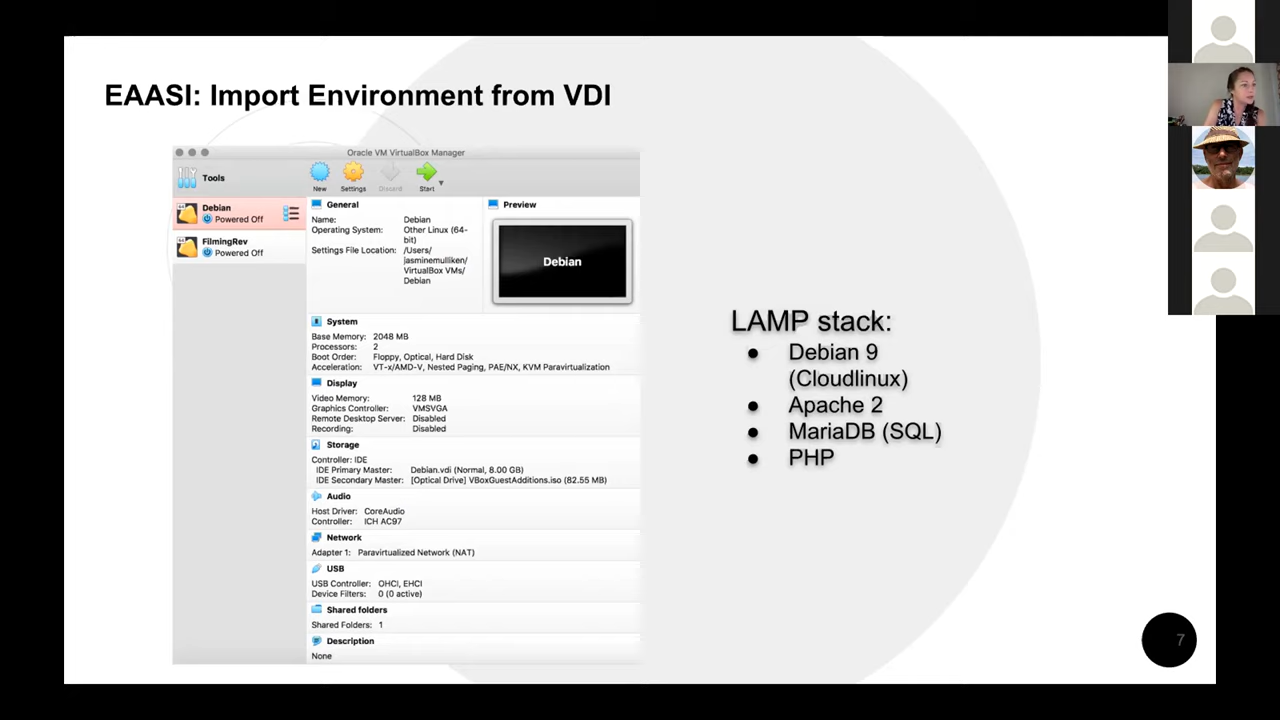 EAASI: Import Environment from VDI
Oracle VM VirtualBox Manager
Tools
New
Settings
Discard
Start
Debian
Powered Off
FilmingRev
Powered Off
General
Name: Debian
Operating System: Other Linux (64-
bit)
Settings File Location: /Users/
jasminemulliken/
VirtualBox VMs/
Debian
Preview
Debian
System
Base Memory: 2048 MB
Processors: 2
Boot Order: Floppy, Optical, Hard Disk
Acceleration: VT-x/AMD-V, Nested Paging, PAE/NX, KVM Paravirtualization
Display
Video Memory: 128 MB
Graphics Controller: VMSVGA
Remote Desktop Server: Disabled
Recording: Disabled
Storage
Controller: IDE
IDE Primary Master: Debian.vdi (Normal, 8.00 GB)
IDE Secondary Master: [Optical Drive] VBoxGuestAdditions.iso (82.55 MB)
Audio
Host Driver: CoreAudio
Controller: ICH AC97
Network
Adapter 1: Paravirtualized Network (NAT)
USB
USB Controller: OHCI, EHCI
Device Filters: 0 (0 active)
Shared folders
Shared Folders: 1
Description
None
LAMP stack:
● Debian 9
(Cloudlinux)
● Apache 2
● MariaDB (SQL)
● PHP
7